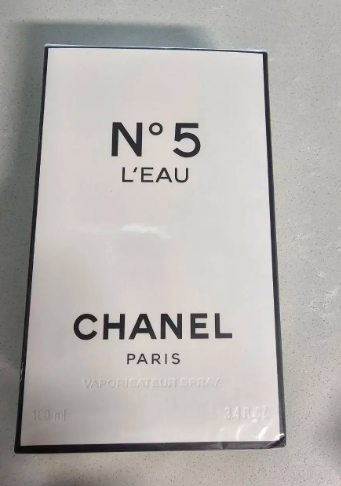 N° 5
L'EAU
CHANEL
PARIS
VAPORISATEUR SPRAY
100 ml 3.4 FL. OZ.